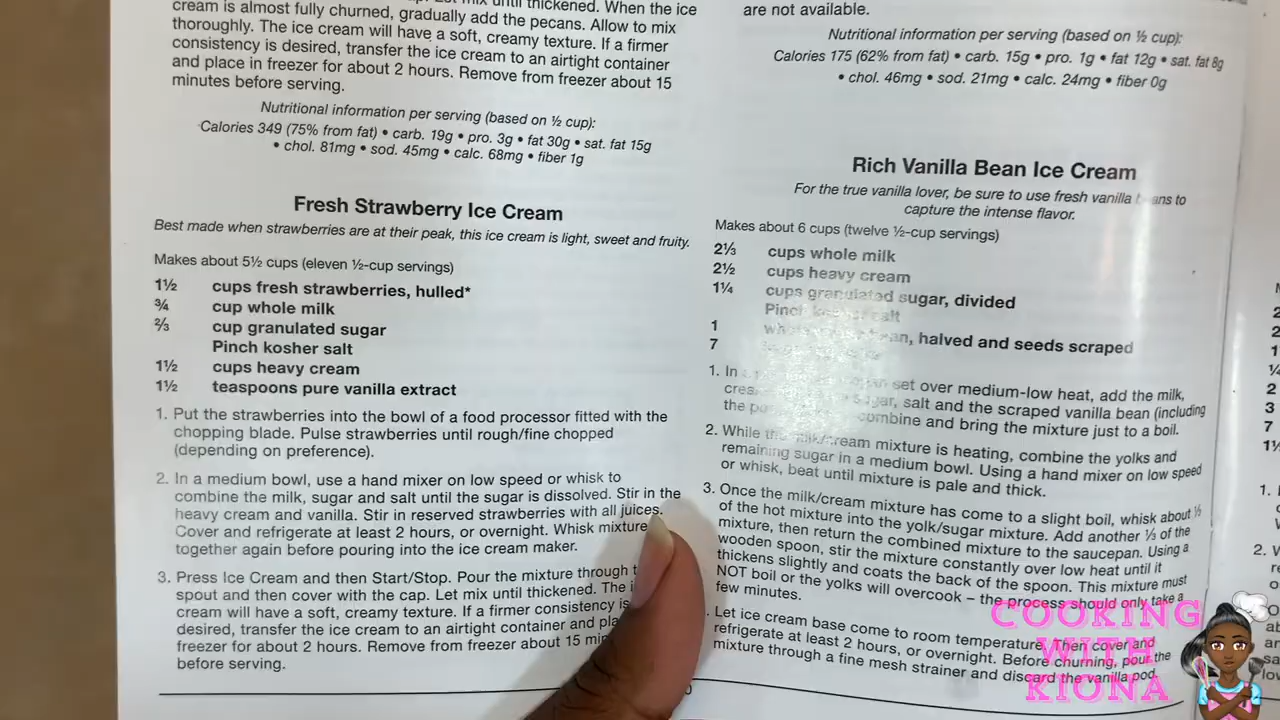 cream is almost fully churned, gradually add the pecans. Allow to mix
thoroughly. The ice cream will have a soft, creamy texture. If a firmer
consistency is desired, transfer the ice cream to an airtight container
and place in freezer for about 2 hours. Remove from freezer about 15
minutes before serving.
Nutritional information per serving (based on ½ cup):
Calories 349 (75% from fat) • carb. 19g • pro. 3g • fat 30g • sat. fat 15g
• chol. 81mg • sod. 45mg • calc. 68mg • fiber 1g
Fresh Strawberry Ice Cream
Best made when strawberries are at their peak, this ice cream is light, sweet and fruity.
Makes about 5½ cups (eleven ½-cup servings)
1½ cups fresh strawberries, hulled*
¾ cup whole milk
⅔ cup granulated sugar
Pinch kosher salt
1½ cups heavy cream
1½ teaspoons pure vanilla extract
1. Put the strawberries into the bowl of a food processor fitted with the
chopping blade. Pulse strawberries until rough/fine chopped
(depending on preference).
2. In a medium bowl, use a hand mixer on low speed or whisk to
combine the milk, sugar and salt until the sugar is dissolved. Stir in the
heavy cream and vanilla. Stir in reserved strawberries with all juices.
Cover and refrigerate at least 2 hours, or overnight. Whisk mixture
together again before pouring into the ice cream maker.
3. Press Ice Cream and then Start/Stop. Pour the mixture through
spout and then cover with the cap. Let mix until thickened. The
cream will have a soft, creamy texture. If a firmer consistency is
desired, transfer the ice cream to an airtight container and
freezer for about 2 hours. Remove from freezer about 15
before serving.
are not available.
Nutritional information per serving (based on ½ cup):
Calories 175 (62% from fat) • carb. 15g • pro. 1g • fat 12g • sat. fat 8g
• chol. 46mg • sod. 21mg • calc. 24mg • fiber 0g
Rich Vanilla Bean Ice Cream
For the true vanilla lover, be sure to use fresh vanilla to
capture the intense flavor.
Makes about 6 cups (twelve ½-cup servings)
2⅓ cups whole milk
2½ cups heavy cream
1¼ cups granulated sugar, divided
Pinch salt
1 halved and seeds scraped
7
1. In set over medium-low heat, add the milk,
salt and the scraped vanilla bean (including
the combine and bring the mixture just to a boil.
2. While the milk/cream mixture is heating, combine the yolks and
remaining sugar in a medium bowl. Using a hand mixer on low speed
or whisk, beat until mixture is pale and thick.
3. Once the milk/cream mixture has come to a slight boil, whisk about ⅓
of the hot mixture into the yolk/sugar mixture. Add another ⅓ of the
mixture, then return the combined mixture to the saucepan. Using a
wooden spoon, stir the mixture constantly over low heat until it
thickens slightly and coats the back of the spoon. This mixture must
NOT boil or the yolks will overcook – the process should only take a
few minutes.
Let ice cream base come to room temperature. Then cover and
refrigerate at least 2 hours, or overnight. Before churning, pour the
mixture through a fine mesh strainer and discard the vanilla pod.
COOKING
WITH
KIONA